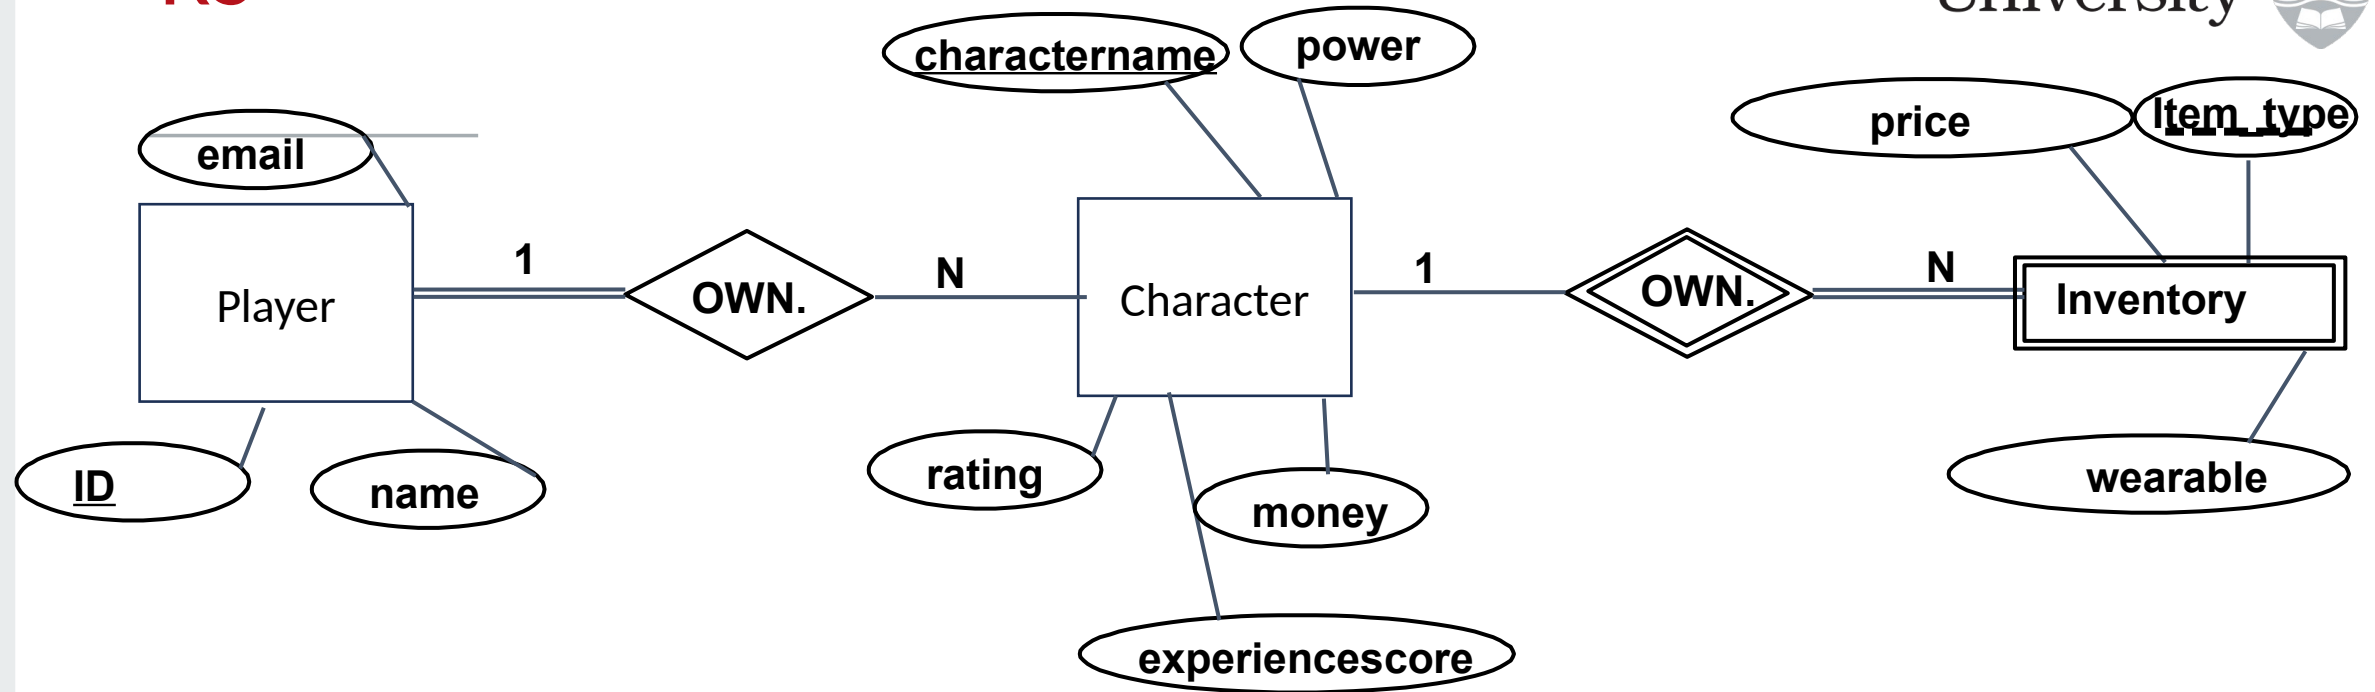 University
charactername
power
email
price
Item_type
Player
1
OWN.
N
Character
1
OWN.
N
Inventory
ID
name
rating
money
wearable
experiencescore